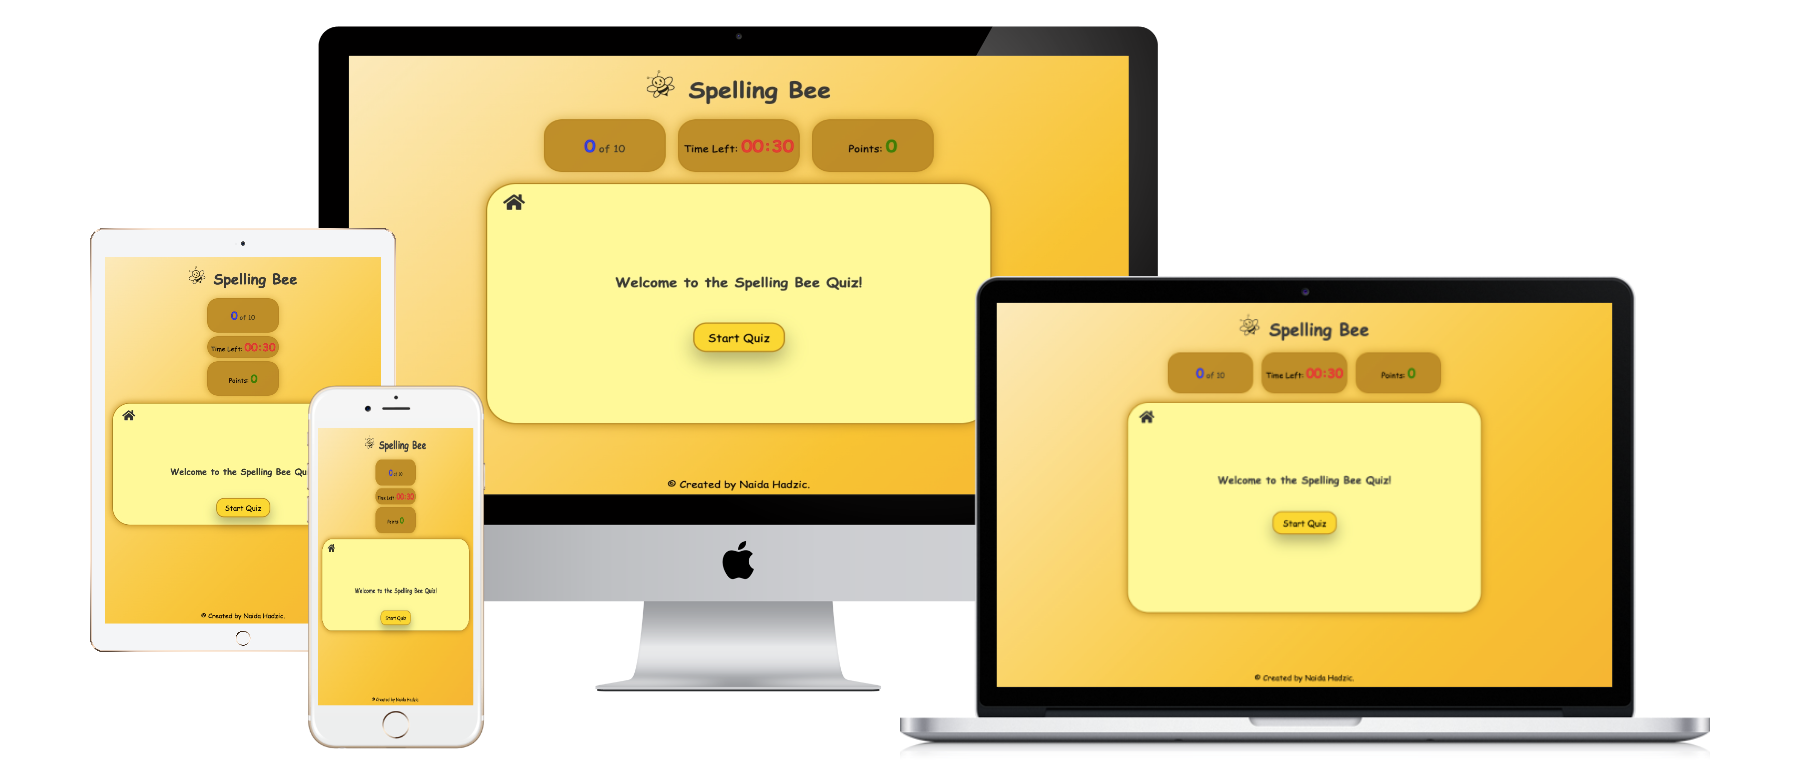 Spelling Bee
0 of 10
Time Left: 00:30
Points: 0
Welcome to the Spelling Bee Quiz!
Start Quiz
© Created by Naida Hadzic.
Spelling Bee
0 of 10
Time Left: 00:30
Points: 0
Welcome to the Spelling Bee Qu
Start Quiz
© Created by Naida Hadzic.
Spelling Bee
0 of 10
Time Left: 00:30
Points: 0
Welcome to the Spelling Bee Quiz!
Start Quiz
© Created by Naida Hadzic.
Spelling Bee
0 of 10
Time Left: 00:30
Points: 0
Welcome to the Spelling Bee Quiz!
Start Quiz
© Created by Naida Hadzic.